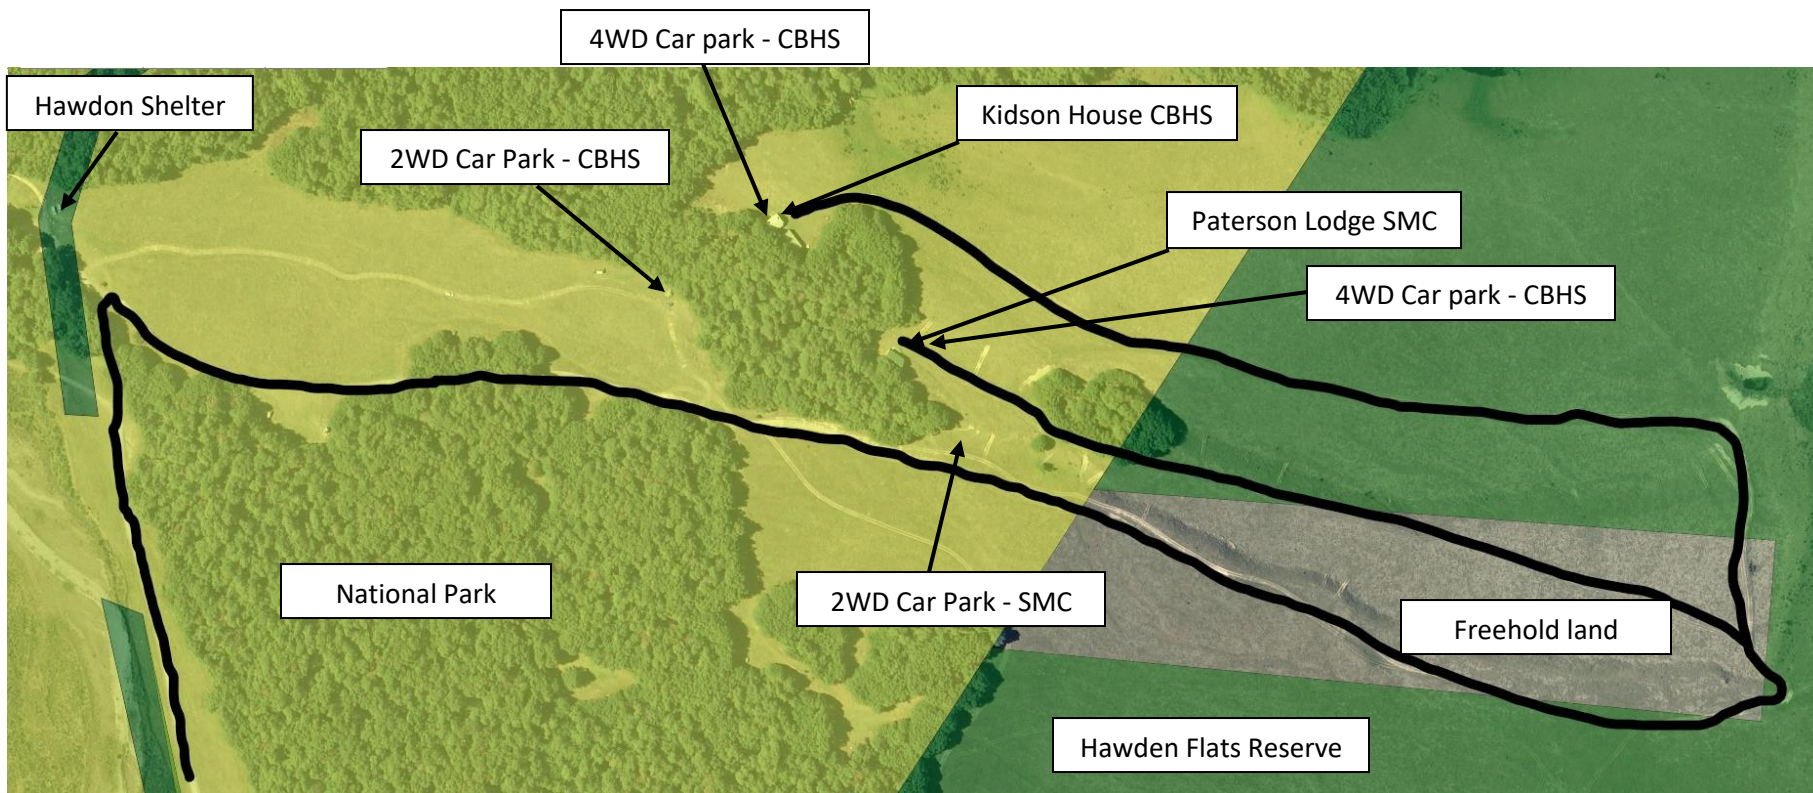 4WD Car park - CBHS
Hawdon Shelter
Kidson House CBHS
2WD Car Park - CBHS
Paterson Lodge SMC
4WD Car park - CBHS
National Park
2WD Car Park - SMC
Freehold land
Hawden Flats Reserve